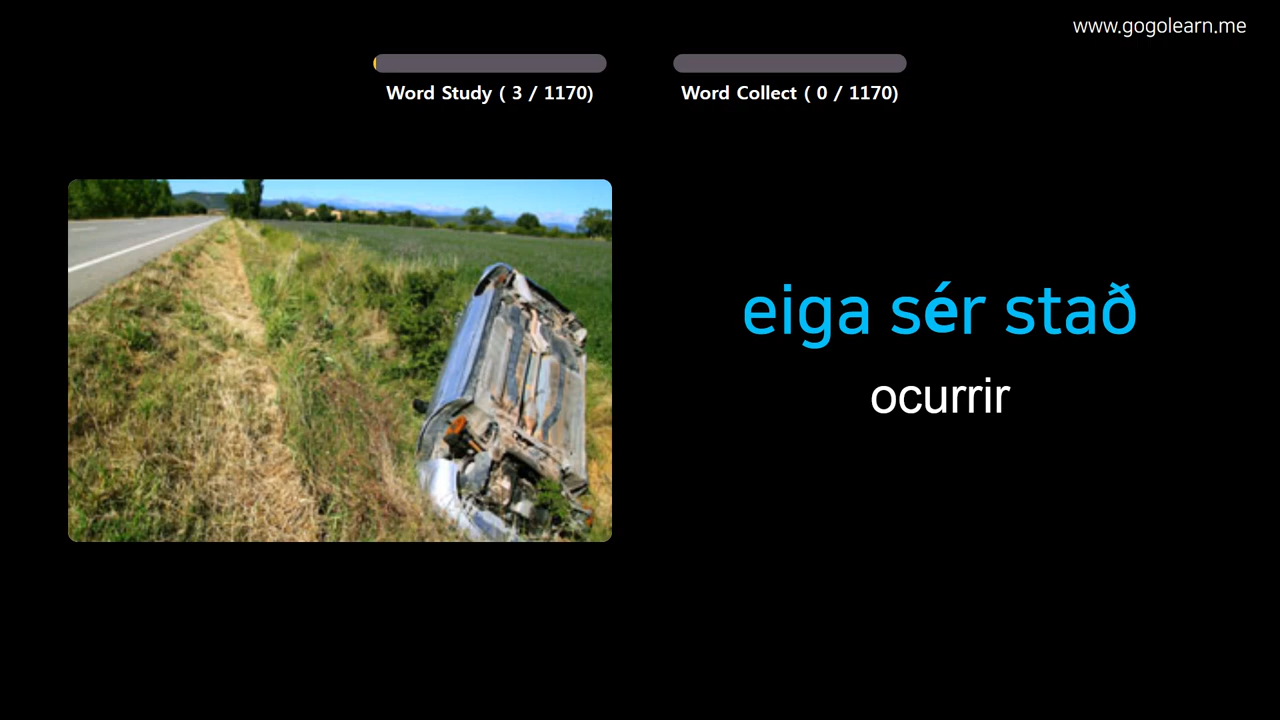 www.gogolearn.me
Word Study ( 3 / 1170)
Word Collect ( 0 / 1170)
eiga sér stað
ocurrir